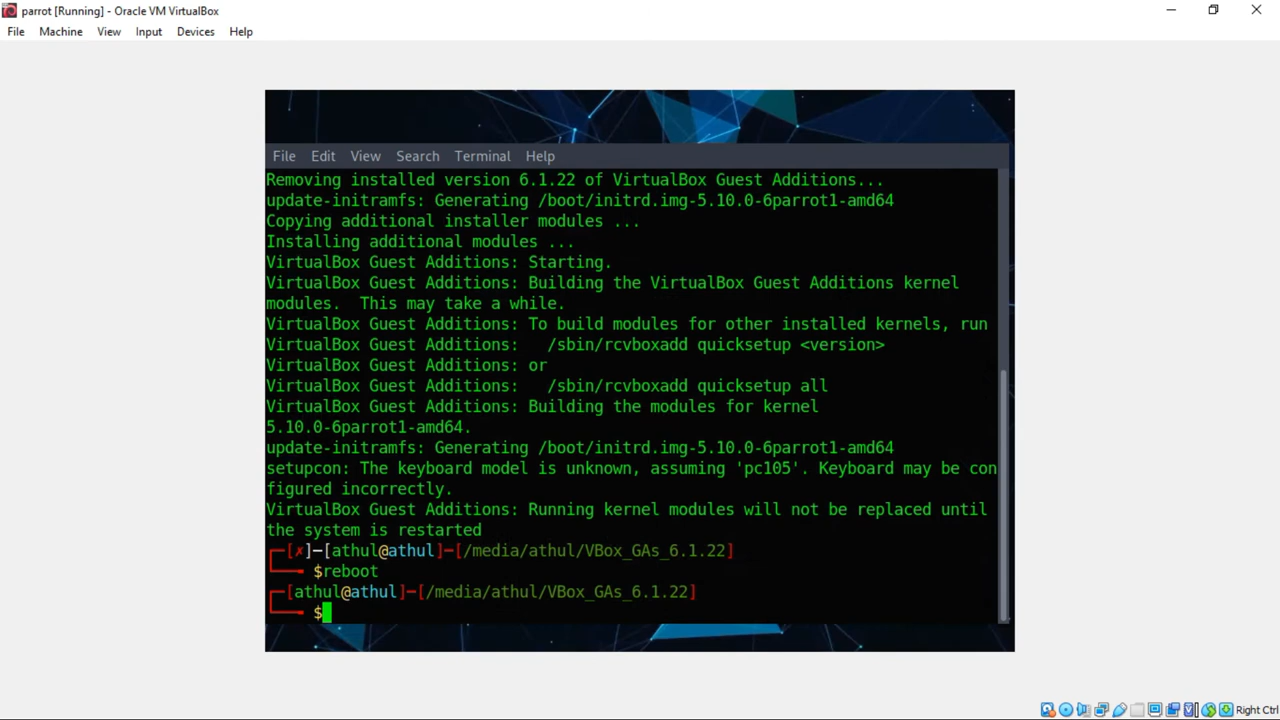 parrot [Running] - Oracle VM VirtualBox
File Machine View Input Devices Help
File Edit View Search Terminal Help
Removing installed version 6.1.22 of VirtualBox Guest Additions...
update-initramfs: Generating /boot/initrd.img-5.10.0-6parrot1-amd64
Copying additional installer modules ...
Installing additional modules ...
VirtualBox Guest Additions: Starting.
VirtualBox Guest Additions: Building the VirtualBox Guest Additions kernel
modules.  This may take a while.
VirtualBox Guest Additions: To build modules for other installed kernels, run
VirtualBox Guest Additions:   /sbin/rcvboxadd quicksetup <version>
VirtualBox Guest Additions: or
VirtualBox Guest Additions:   /sbin/rcvboxadd quicksetup all
VirtualBox Guest Additions: Building the modules for kernel
5.10.0-6parrot1-amd64.
update-initramfs: Generating /boot/initrd.img-5.10.0-6parrot1-amd64
setupcon: The keyboard model is unknown, assuming 'pc105'. Keyboard may be con
figured incorrectly.
VirtualBox Guest Additions: Running kernel modules will not be replaced until
the system is restarted
┌─[✗]─[athul@athul]─[/media/athul/VBox_GAs_6.1.22]
└──╼ $reboot
┌─[athul@athul]─[/media/athul/VBox_GAs_6.1.22]
└──╼ $
Right Ctrl